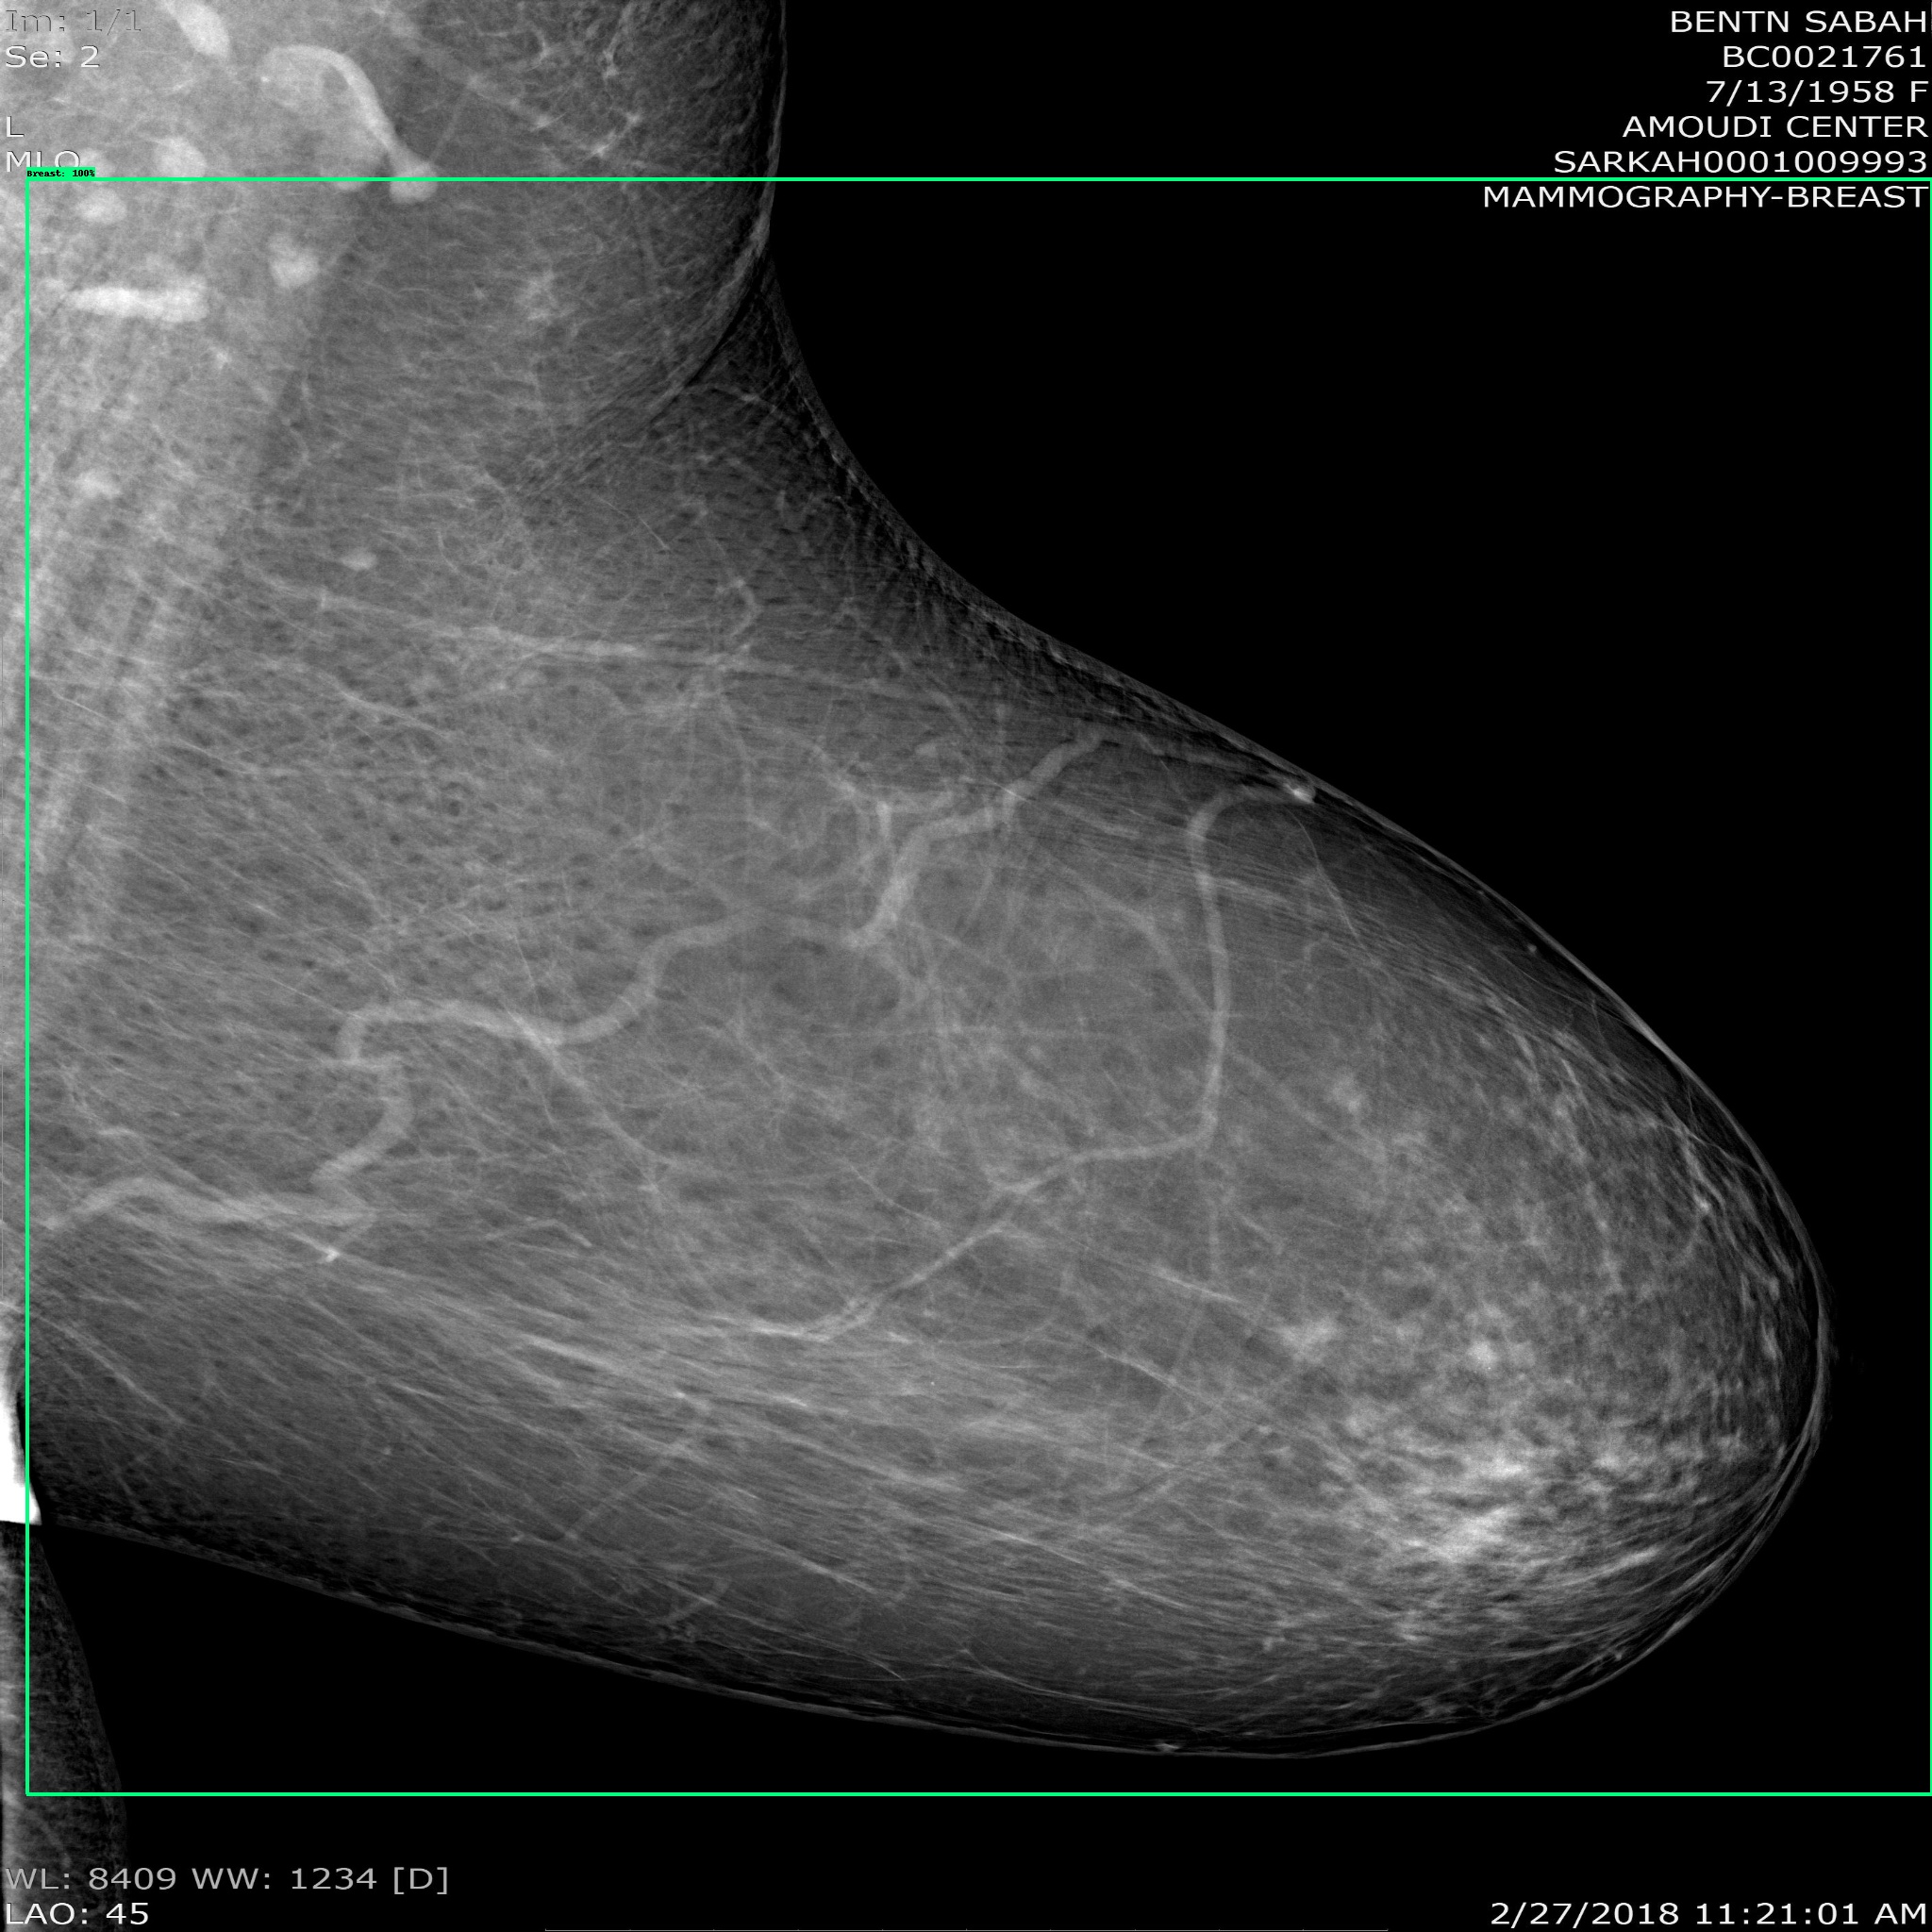 Im: 1/1
Se: 2
L
MLO
Breast: 100%
BENTN SABAH
BC0021761
7/13/1958 F
AMOUDI CENTER
SARKAH0001009993
MAMMOGRAPHY-BREAST
WL: 8409 WW: 1234 [D]
LAO: 45
2/27/2018 11:21:01 AM